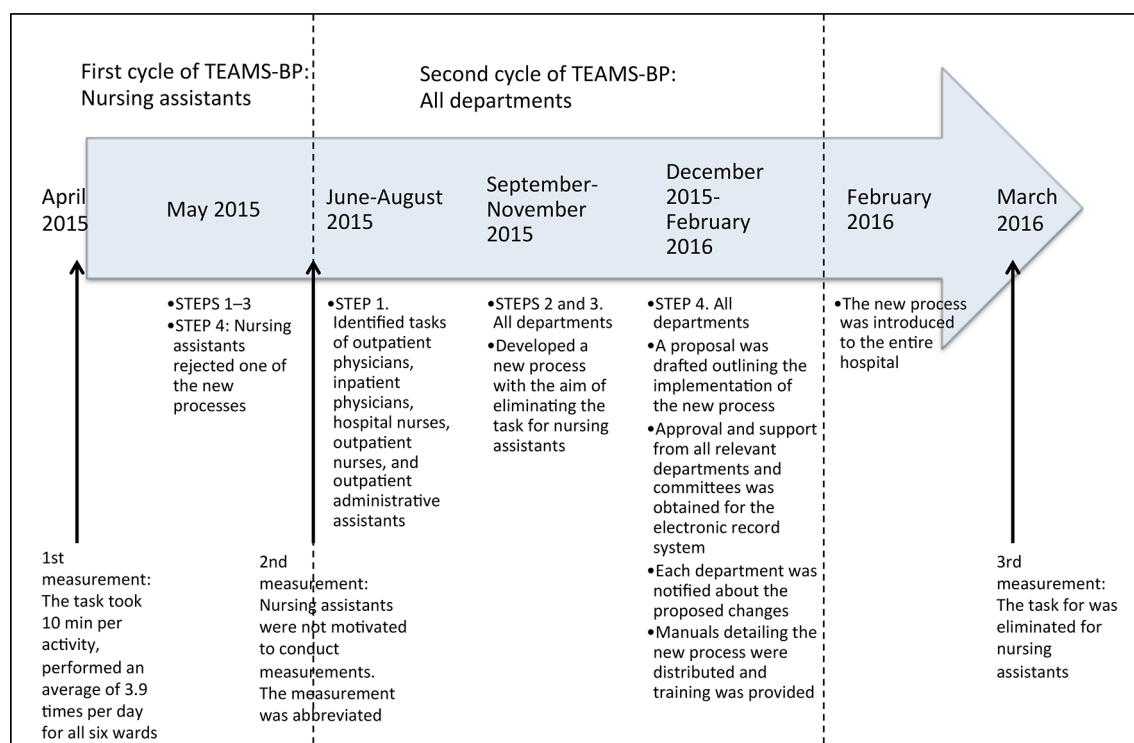 First cycle of TEAMS-BP:
Nursing assistants
Second cycle of TEAMS-BP:
All departments
April
2015
May 2015
June-August
2015
September-
November
2015
December
2015-
February
2016
February
2016
March
2016
•STEPS 1–3
•STEP 4: Nursing
assistants
rejected one of
the new
processes
•STEP 1.
Identified tasks
of outpatient
physicians,
inpatient
physicians,
hospital nurses,
outpatient
nurses, and
outpatient
administrative
assistants
•STEPS 2 and 3.
All departments
•Developed a
new process
with the aim of
eliminating the
task for nursing
assistants
•STEP 4. All
departments
•A proposal was
drafted outlining the
implementation of
the new process
•Approval and support
from all relevant
departments and
committees was
obtained for the
electronic record
system
•Each department was
notified about the
proposed changes
•Manuals detailing the
new process were
distributed and
training was provided
•The new process
was introduced
to the entire
hospital
1st
measurement:
The task took
10 min per
activity,
performed an
average of 3.9
times per day
for all six wards
2nd
measurement:
Nursing assistants
were not motivated
to conduct
measurements.
The measurement
was abbreviated
3rd
measurement:
The task for was
eliminated for
nursing
assistants